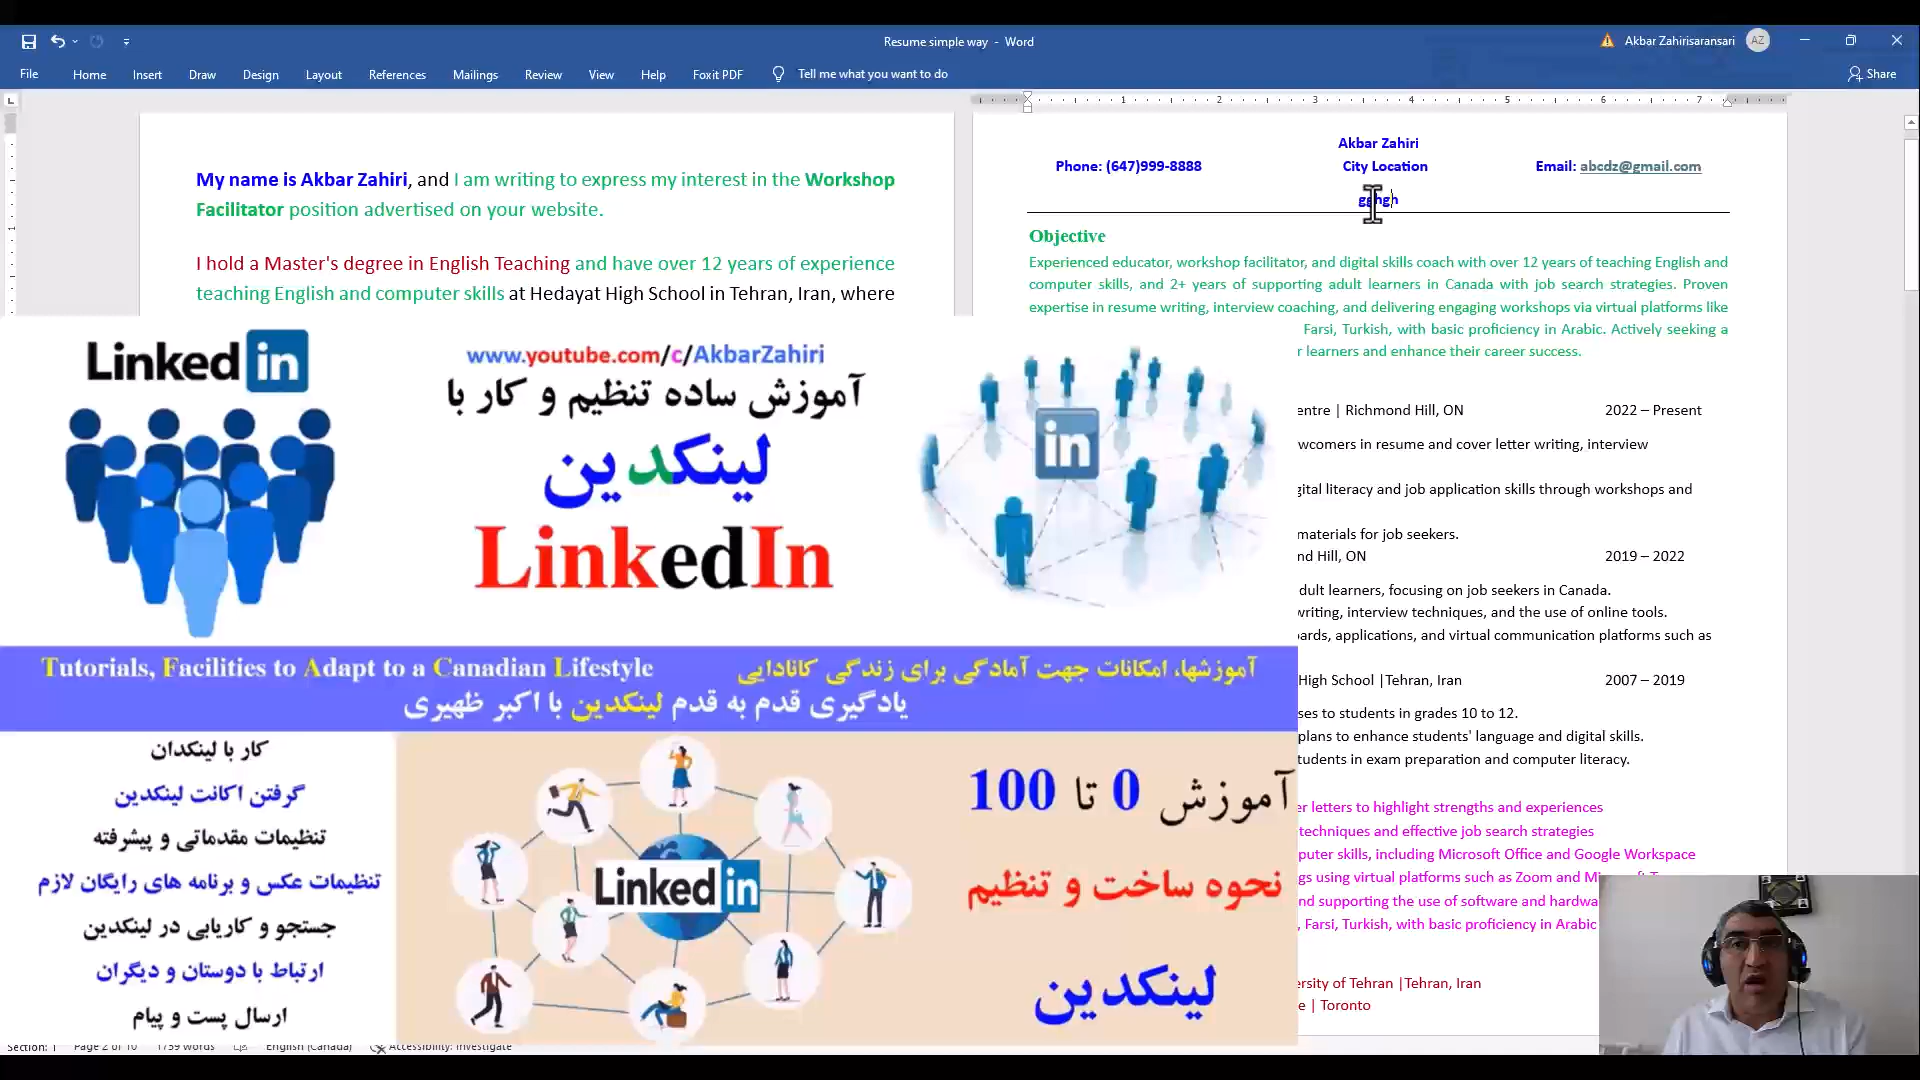 Resume simple way - Word
Akbar Zahirisaransari
AZ
File Home Insert Draw Design Layout References Mailings Review View Help Foxit PDF Tell me what you want to do
Share
1 2 3 4 5 6 7
My name is Akbar Zahiri, and I am writing to express my interest in the Workshop
Facilitator position advertised on your website.
I hold a Master's degree in English Teaching and have over 12 years of experience
teaching English and computer skills at Hedayat High School in Tehran, Iran, where
Akbar Zahiri
Phone: (647)999-8888 City Location Email: abcdz@gmail.com
Objective
Experienced educator, workshop facilitator, and digital skills coach with over 12 years of teaching English and
computer skills, and 2+ years of supporting adult learners in Canada with job search strategies. Proven
expertise in resume writing, interview coaching, and delivering engaging workshops via virtual platforms like
Farsi, Turkish, with basic proficiency in Arabic. Actively seeking a
r learners and enhance their career success.
entre | Richmond Hill, ON 2022 – Present
wcomers in resume and cover letter writing, interview
gital literacy and job application skills through workshops and
materials for job seekers.
nd Hill, ON 2019 – 2022
dult learners, focusing on job seekers in Canada.
writing, interview techniques, and the use of online tools.
ards, applications, and virtual communication platforms such as
High School |Tehran, Iran 2007 – 2019
ses to students in grades 10 to 12.
plans to enhance students' language and digital skills.
tudents in exam preparation and computer literacy.
er letters to highlight strengths and experiences
techniques and effective job search strategies
puter skills, including Microsoft Office and Google Workspace
gs using virtual platforms such as Zoom and
nd supporting the use of software and hardwa
, Farsi, Turkish, with basic proficiency in Arabic
ersity of Tehran |Tehran, Iran
e | Toronto
Linked in
www.youtube.com/c/AkbarZahiri
آموزش ساده تنظیم و کار با
لینکدین
LinkedIn
in
Tutorials, Facilities to Adapt to a Canadian Lifestyle
آموزشها، امکانات جهت آمادگی برای زندگی کانادایی
یادگیری قدم به قدم لینکدین با اکبر ظهیری
کار با لینکدان
گرفتن اکانت لینکدین
تنظیمات مقدماتی و پیشرفته
تنظیمات عکس و برنامه های رایگان لازم
جستجو و کاریابی در لینکدین
ارتباط با دوستان و دیگران
ارسال پست و پیام
Linked in
آموزش 0 تا 100
نحوه ساخت و تنظیم
لینکدین
Section: 1 Page 2 of 10 1739 words English (Canada) Accessibility: Investigate